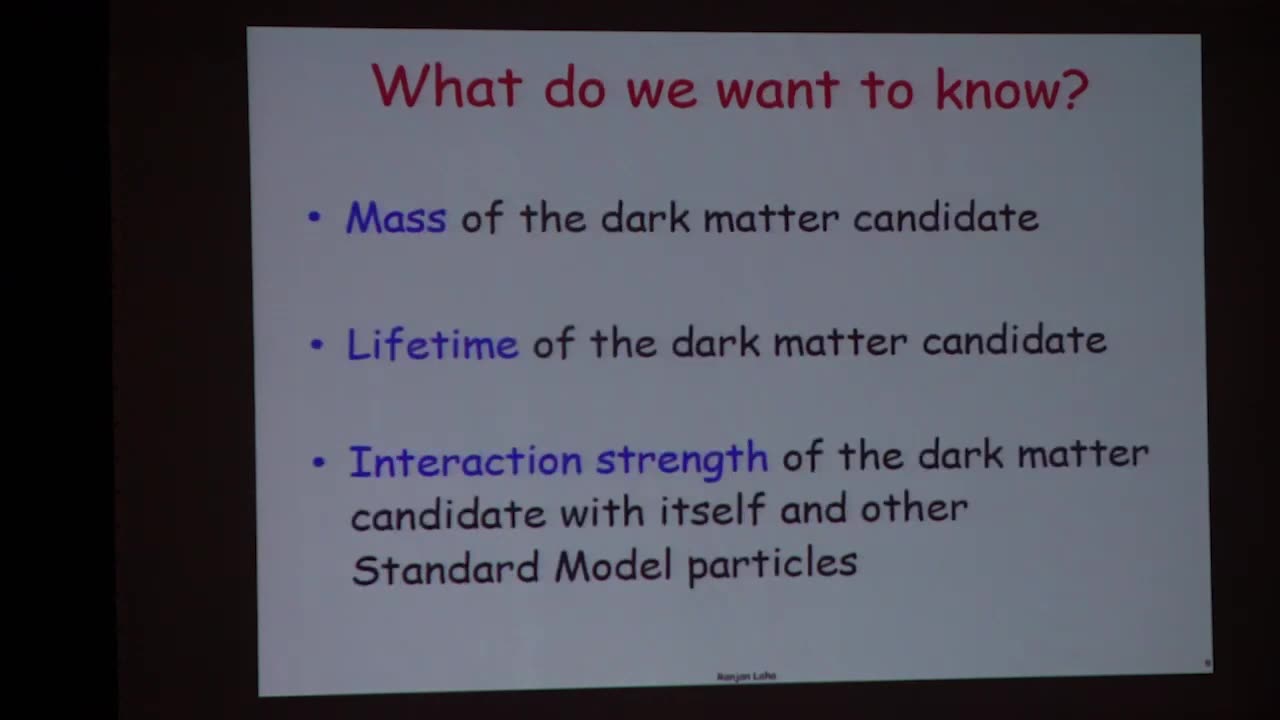 What do we want to know?
• Mass of the dark matter candidate
• Lifetime of the dark matter candidate
• Interaction strength of the dark matter
candidate with itself and other
Standard Model particles
Ranjan Laha